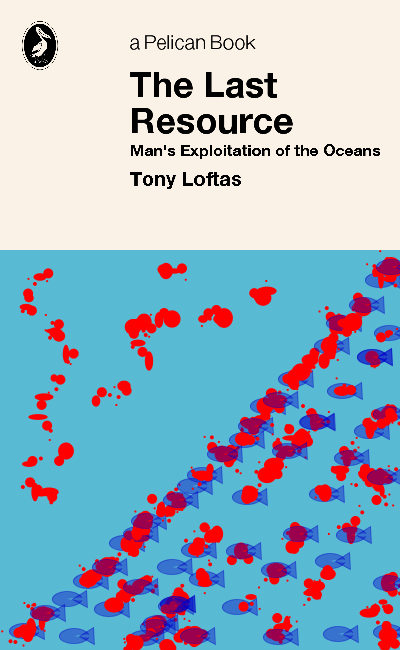 a Pelican Book
The Last
Resource
Man's Exploitation of the Oceans
Tony Loftas